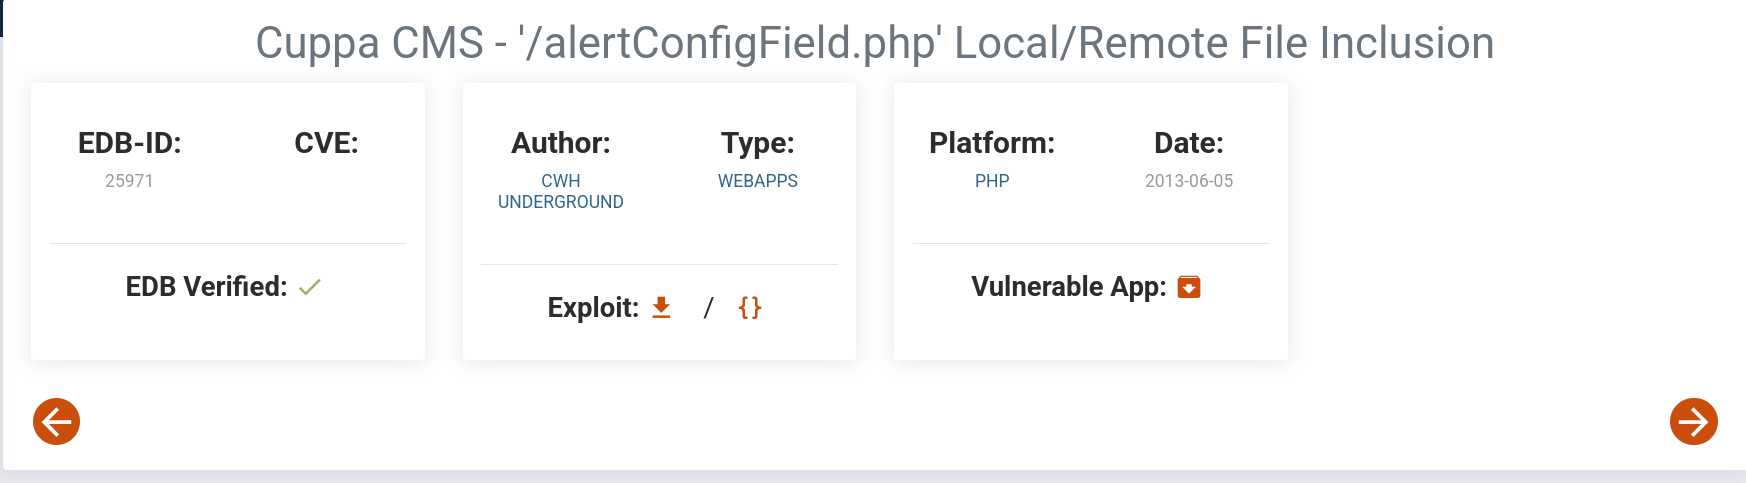 Cuppa CMS - '/alertConfigField.php' Local/Remote File Inclusion
EDB-ID:
25971
CVE:
EDB Verified:
Author:
CWH
UNDERGROUND
Type:
WEBAPPS
Exploit: / {}
Platform:
PHP
Date:
2013-06-05
Vulnerable App: